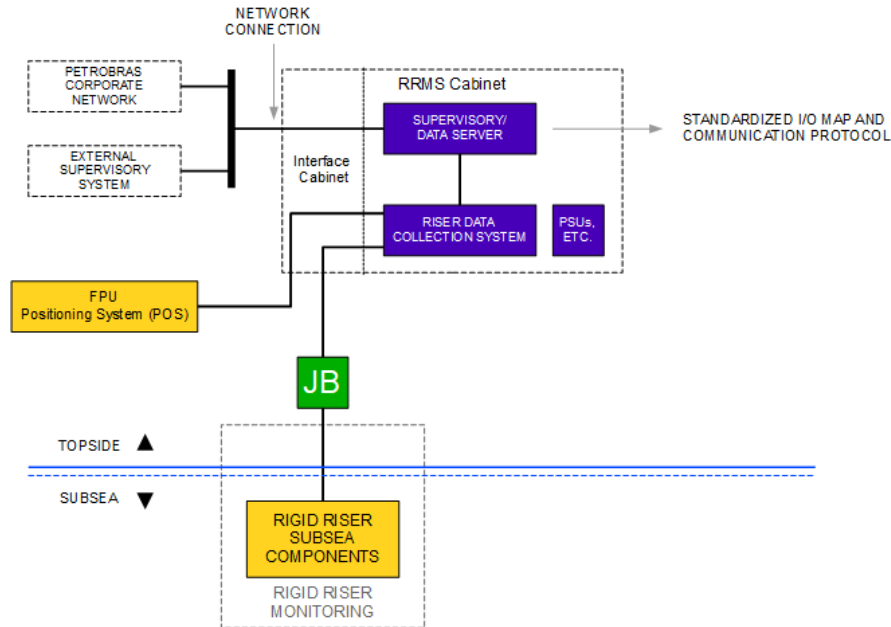 NETWORK
CONNECTION
PETROBRAS
CORPORATE
NETWORK
EXTERNAL
SUPERVISORY
SYSTEM
RRMS Cabinet
SUPERVISORY/
DATA SERVER
STANDARDIZED I/O MAP AND
COMMUNICATION PROTOCOL
Interface
Cabinet
RISER DATA
COLLECTION SYSTEM
PSUs,
ETC.
FPU
Positioning System (POS)
JB
TOPSIDE
SUBSEA
RIGID RISER
SUBSEA
COMPONENTS
RIGID RISER
MONITORING